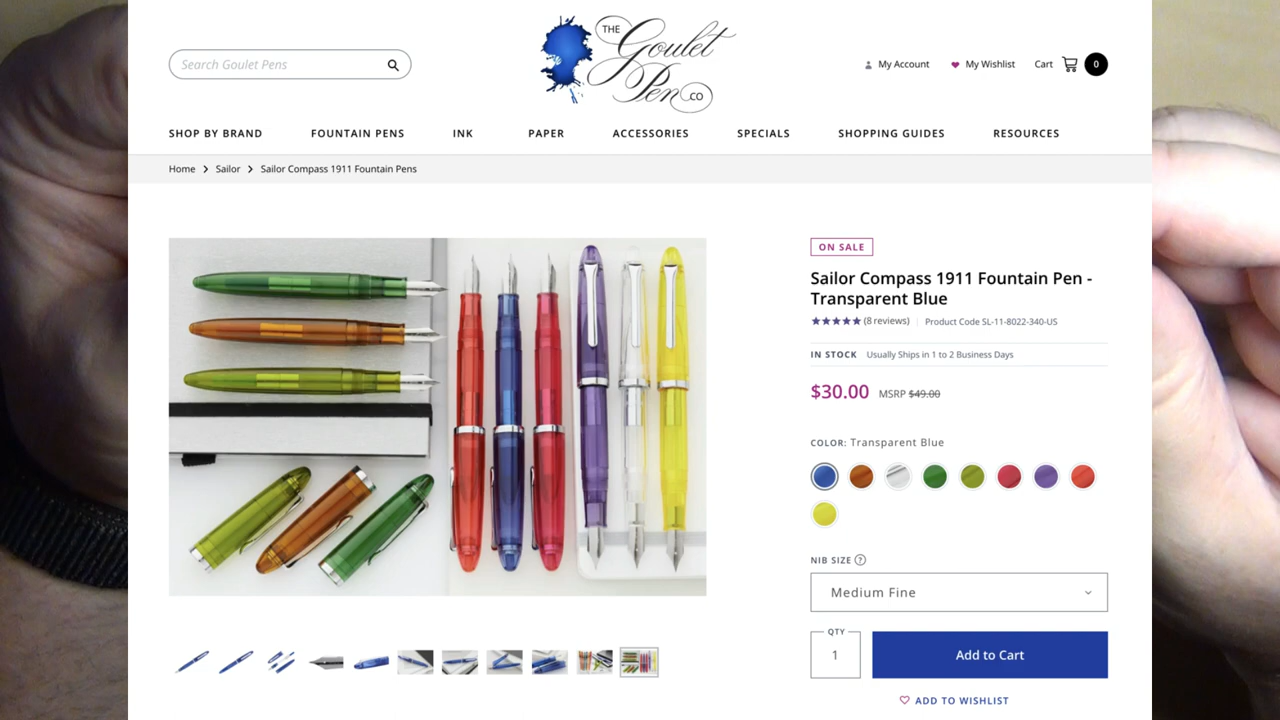 Search Goulet Pens
THE
Goulet
Pen CO
My Account
My Wishlist
Cart
0
SHOP BY BRAND
FOUNTAIN PENS
INK
PAPER
ACCESSORIES
SPECIALS
SHOPPING GUIDES
RESOURCES
Home > Sailor > Sailor Compass 1911 Fountain Pens
ON SALE
Sailor Compass 1911 Fountain Pen -
Transparent Blue
(8 reviews) | Product Code SL-11-8022-340-US
IN STOCK Usually Ships in 1 to 2 Business Days
$30.00 MSRP $49.00
COLOR: Transparent Blue
NIB SIZE ?
Medium Fine
QTY
1
Add to Cart
ADD TO WISHLIST